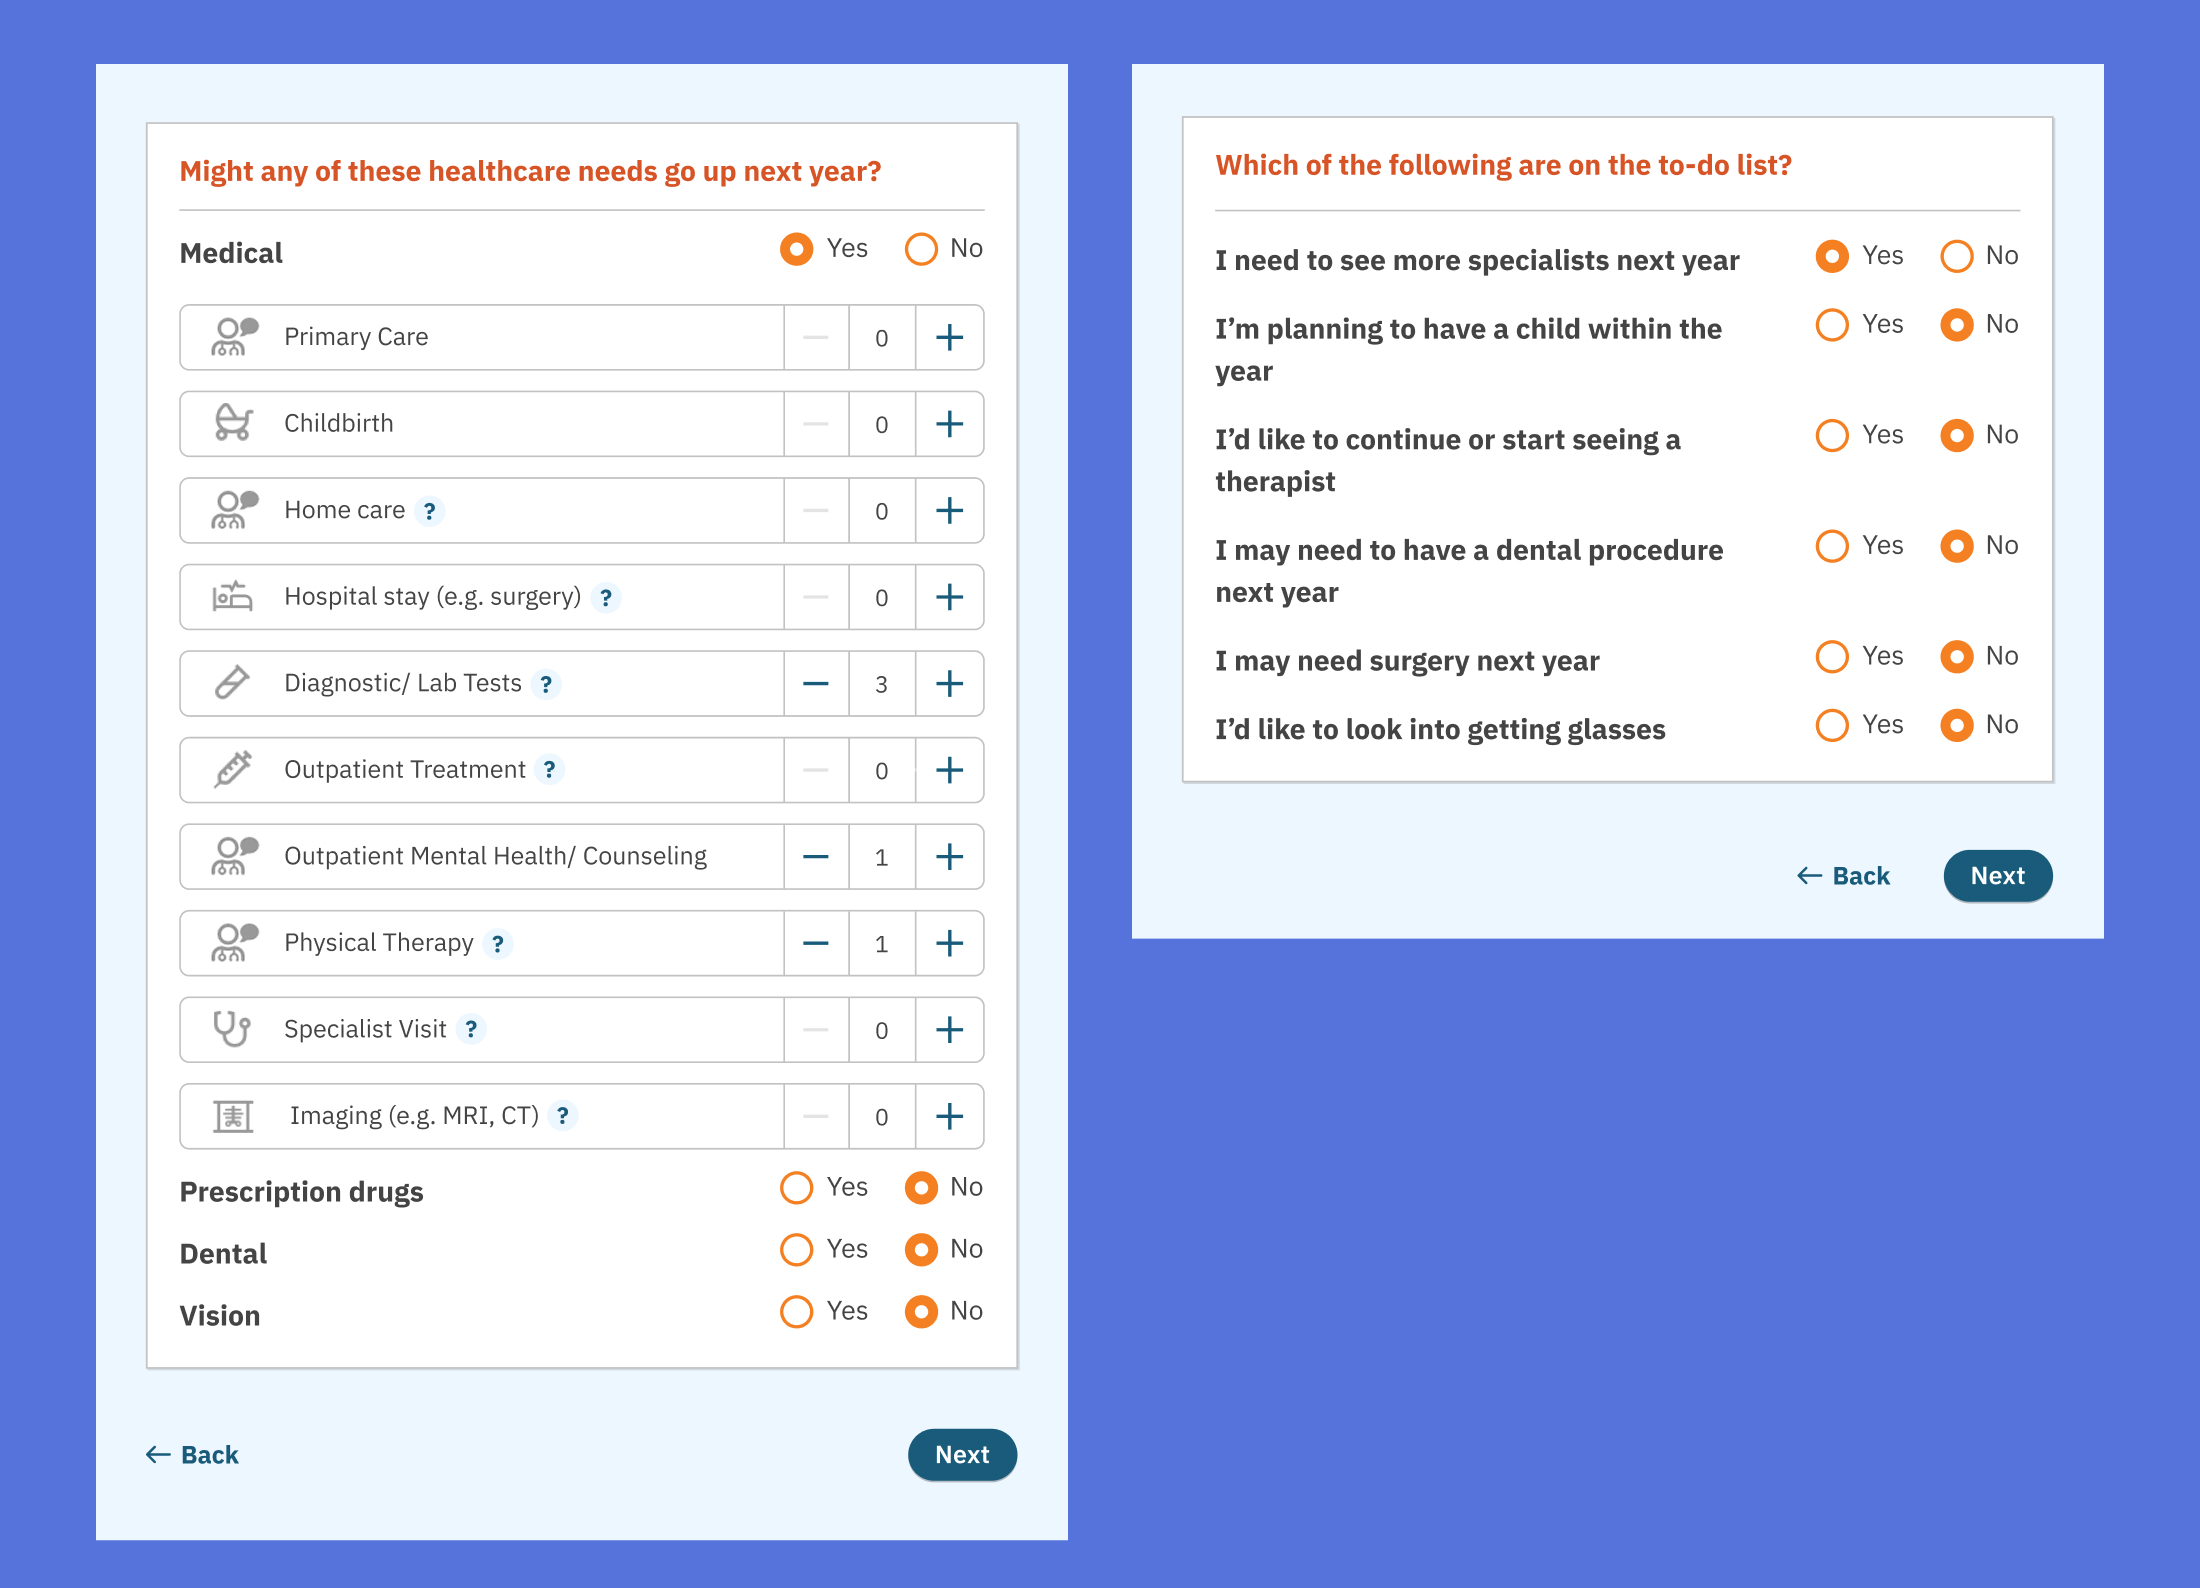 Might any of these healthcare needs go up next year?
Medical Yes No
Primary Care 0
Childbirth 0
Home care ? 0
Hospital stay (e.g. surgery) ? 0
Diagnostic/ Lab Tests ? 3
Outpatient Treatment ? 0
Outpatient Mental Health/ Counseling 1
Physical Therapy ? 1
Specialist Visit ? 0
Imaging (e.g. MRI, CT) ? 0
Prescription drugs Yes No
Dental Yes No
Vision Yes No
← Back Next
Which of the following are on the to-do list?
I need to see more specialists next year Yes No
I’m planning to have a child within the Yes No
year
I’d like to continue or start seeing a Yes No
therapist
I may need to have a dental procedure Yes No
next year
I may need surgery next year Yes No
I’d like to look into getting glasses Yes No
← Back Next